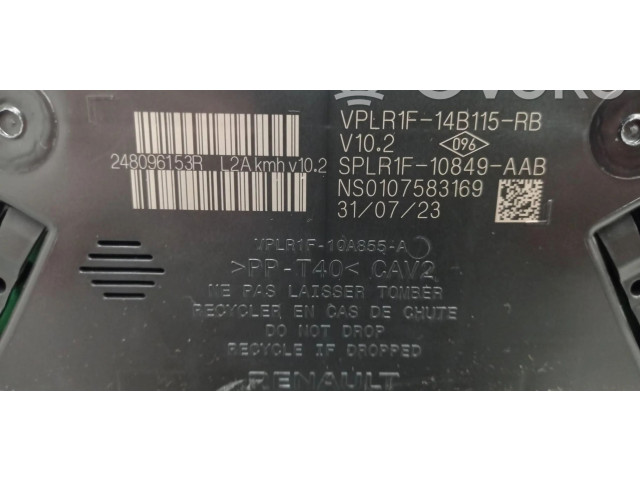 VPLR1F-14B115-RB
V10.2 096
SPLR1F-10849-AAB
NS0107583169
31/07/23
248096153R L2A kmh v10.2
VPLR1F-10A855-A
>PP-T40< CAV2
NE PAS LAISSER TOMBER
RECYCLER EN CAS DE CHUTE
DO NOT DROP
RECYCLE IF DROPPED
RENAULT